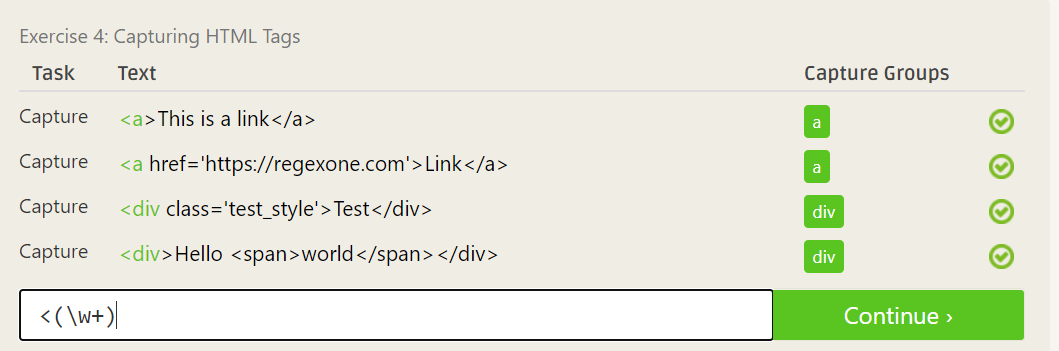 Exercise 4: Capturing HTML Tags
Task Text Capture Groups
Capture <a>This is a link</a> a
Capture <a href='https://regexone.com'>Link</a> a
Capture <div class='test_style'>Test</div> div
Capture <div>Hello <span>world</span></div> div
<(\w+) Continue ›